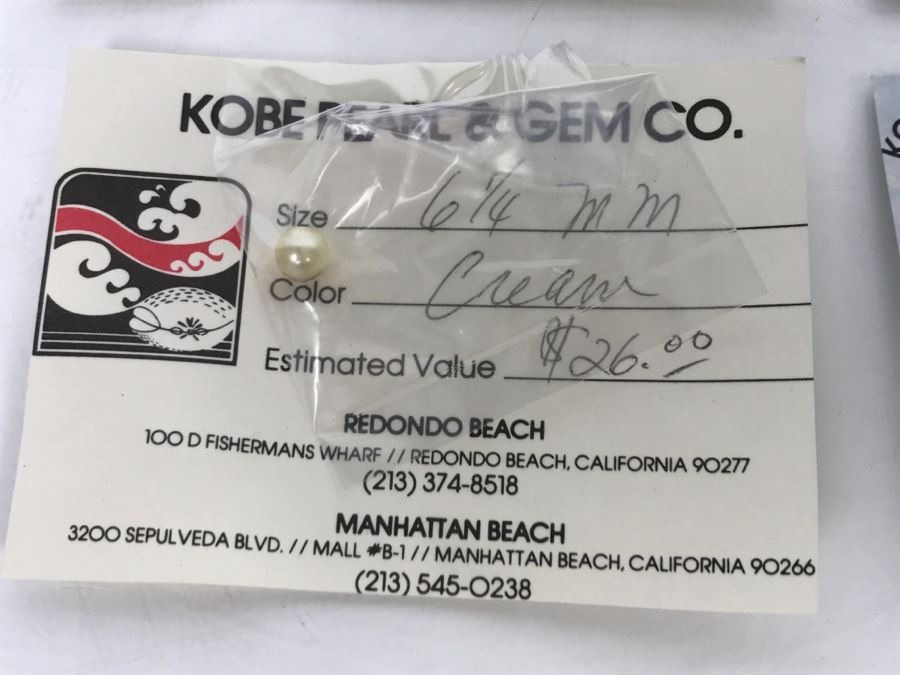 KOBE PEARL & GEM CO.
Size 6 1/4 mm
Color Cream
Estimated Value $26.00
REDONDO BEACH
100 D FISHERMANS WHARF // REDONDO BEACH, CALIFORNIA 90277
(213) 374-8518
MANHATTAN BEACH
3200 SEPULVEDA BLVD. // MALL #B-1 // MANHATTAN BEACH, CALIFORNIA 90266
(213) 545-0238